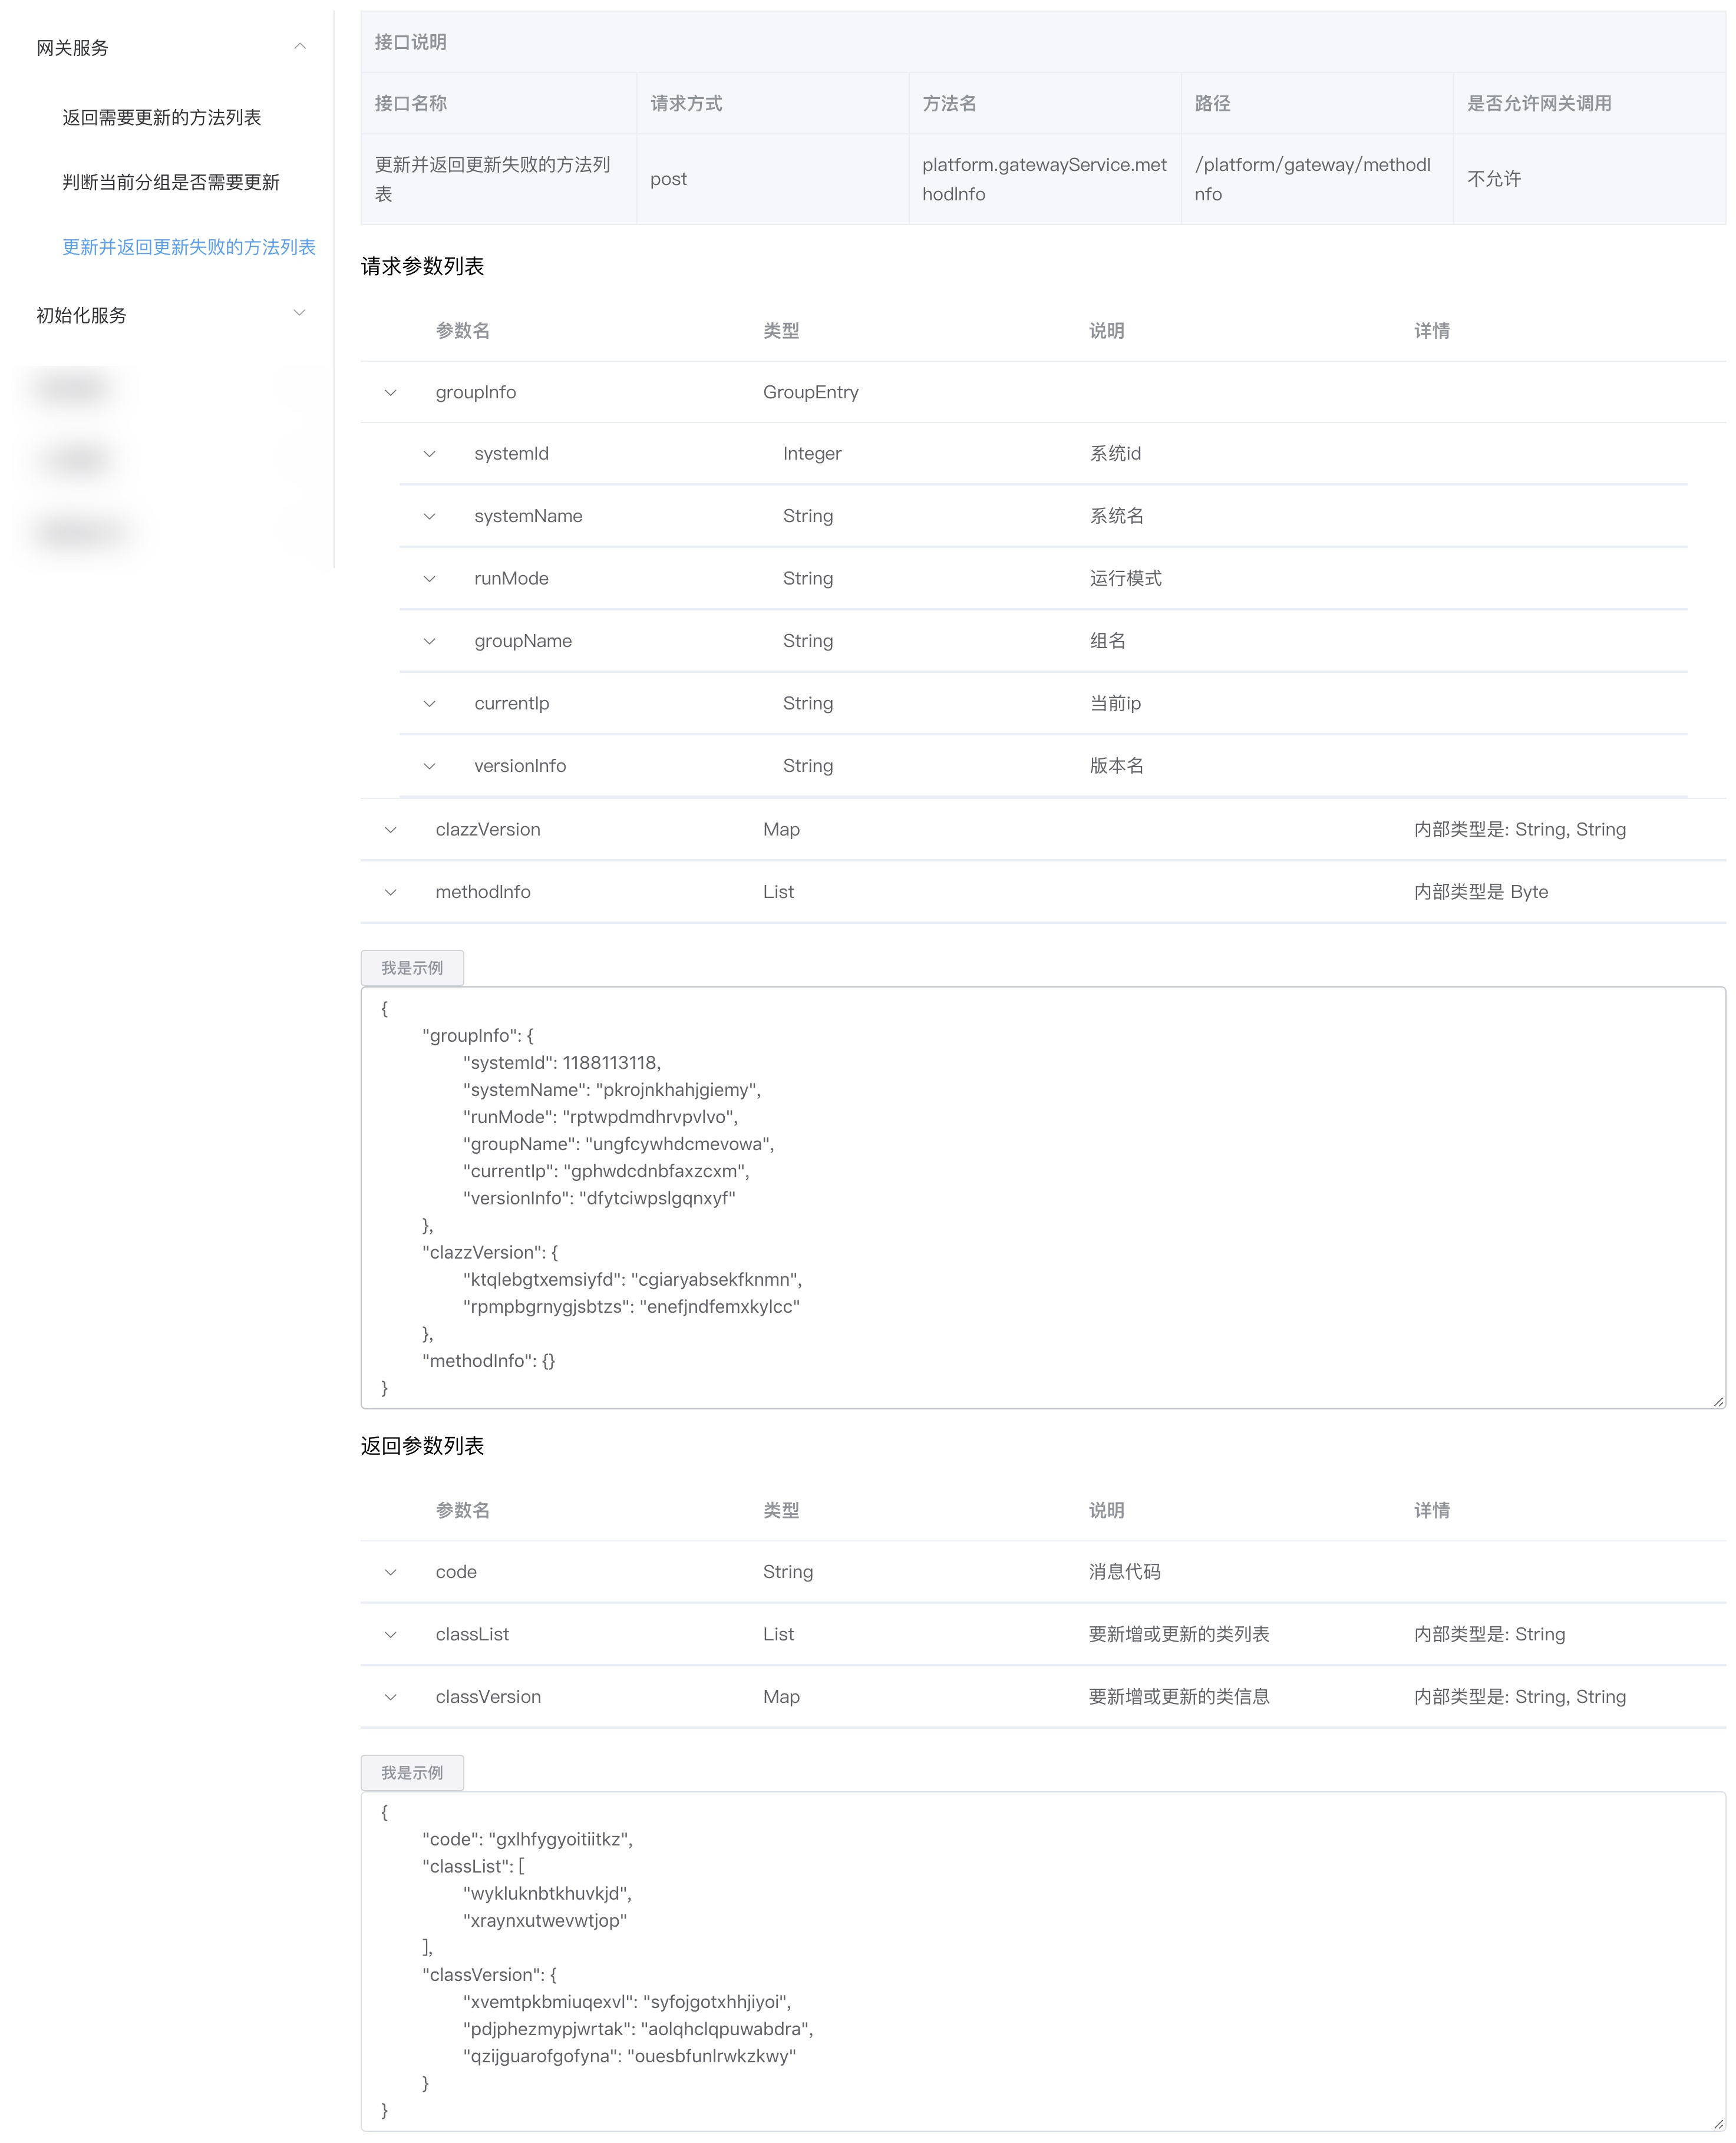 网关服务
返回需要更新的方法列表
判断当前分组是否需要更新
更新并返回更新失败的方法列表
初始化服务
接口说明
接口名称 请求方式 方法名 路径 是否允许网关调用
更新并返回更新失败的方法列 post platform.gatewayService.met /platform/gateway/methodI 不允许
表 hodInfo nfo
请求参数列表
参数名 类型 说明 详情
groupInfo GroupEntry
systemId Integer 系统id
systemName String 系统名
runMode String 运行模式
groupName String 组名
currentIp String 当前ip
versionInfo String 版本名
clazzVersion Map 内部类型是: String, String
methodInfo List 内部类型是 Byte
我是示例
{
"groupInfo": {
"systemId": 1188113118,
"systemName": "pkrojnkhahjgiemy",
"runMode": "rptwpdmdhrvpvlvo",
"groupName": "ungfcywhdcmevowa",
"currentIp": "gphwdcdnbfaxzcxm",
"versionInfo": "dfytciwpslgqnxyf"
},
"clazzVersion": {
"ktqlebgtxemsiyfd": "cgiaryabsekfknmn",
"rpmpbgrnygjsbtzs": "enefjndfemxkylcc"
},
"methodInfo": {}
}
返回参数列表
参数名 类型 说明 详情
code String 消息代码
classList List 要新增或更新的类列表 内部类型是: String
classVersion Map 要新增或更新的类信息 内部类型是: String, String
我是示例
{
"code": "gxlhfygyoitiitkz",
"classList": [
"wykluknbtkhuvkjd",
"xraynxutwevwtjop"
],
"classVersion": {
"xvemtpkbmiuqexvl": "syfojgotxhhjiyoi",
"pdjphezmypjwrtak": "aolqhclqpuwabdra",
"qzijguarofgofyna": "ouesbfunlrwkzkwy"
}
}